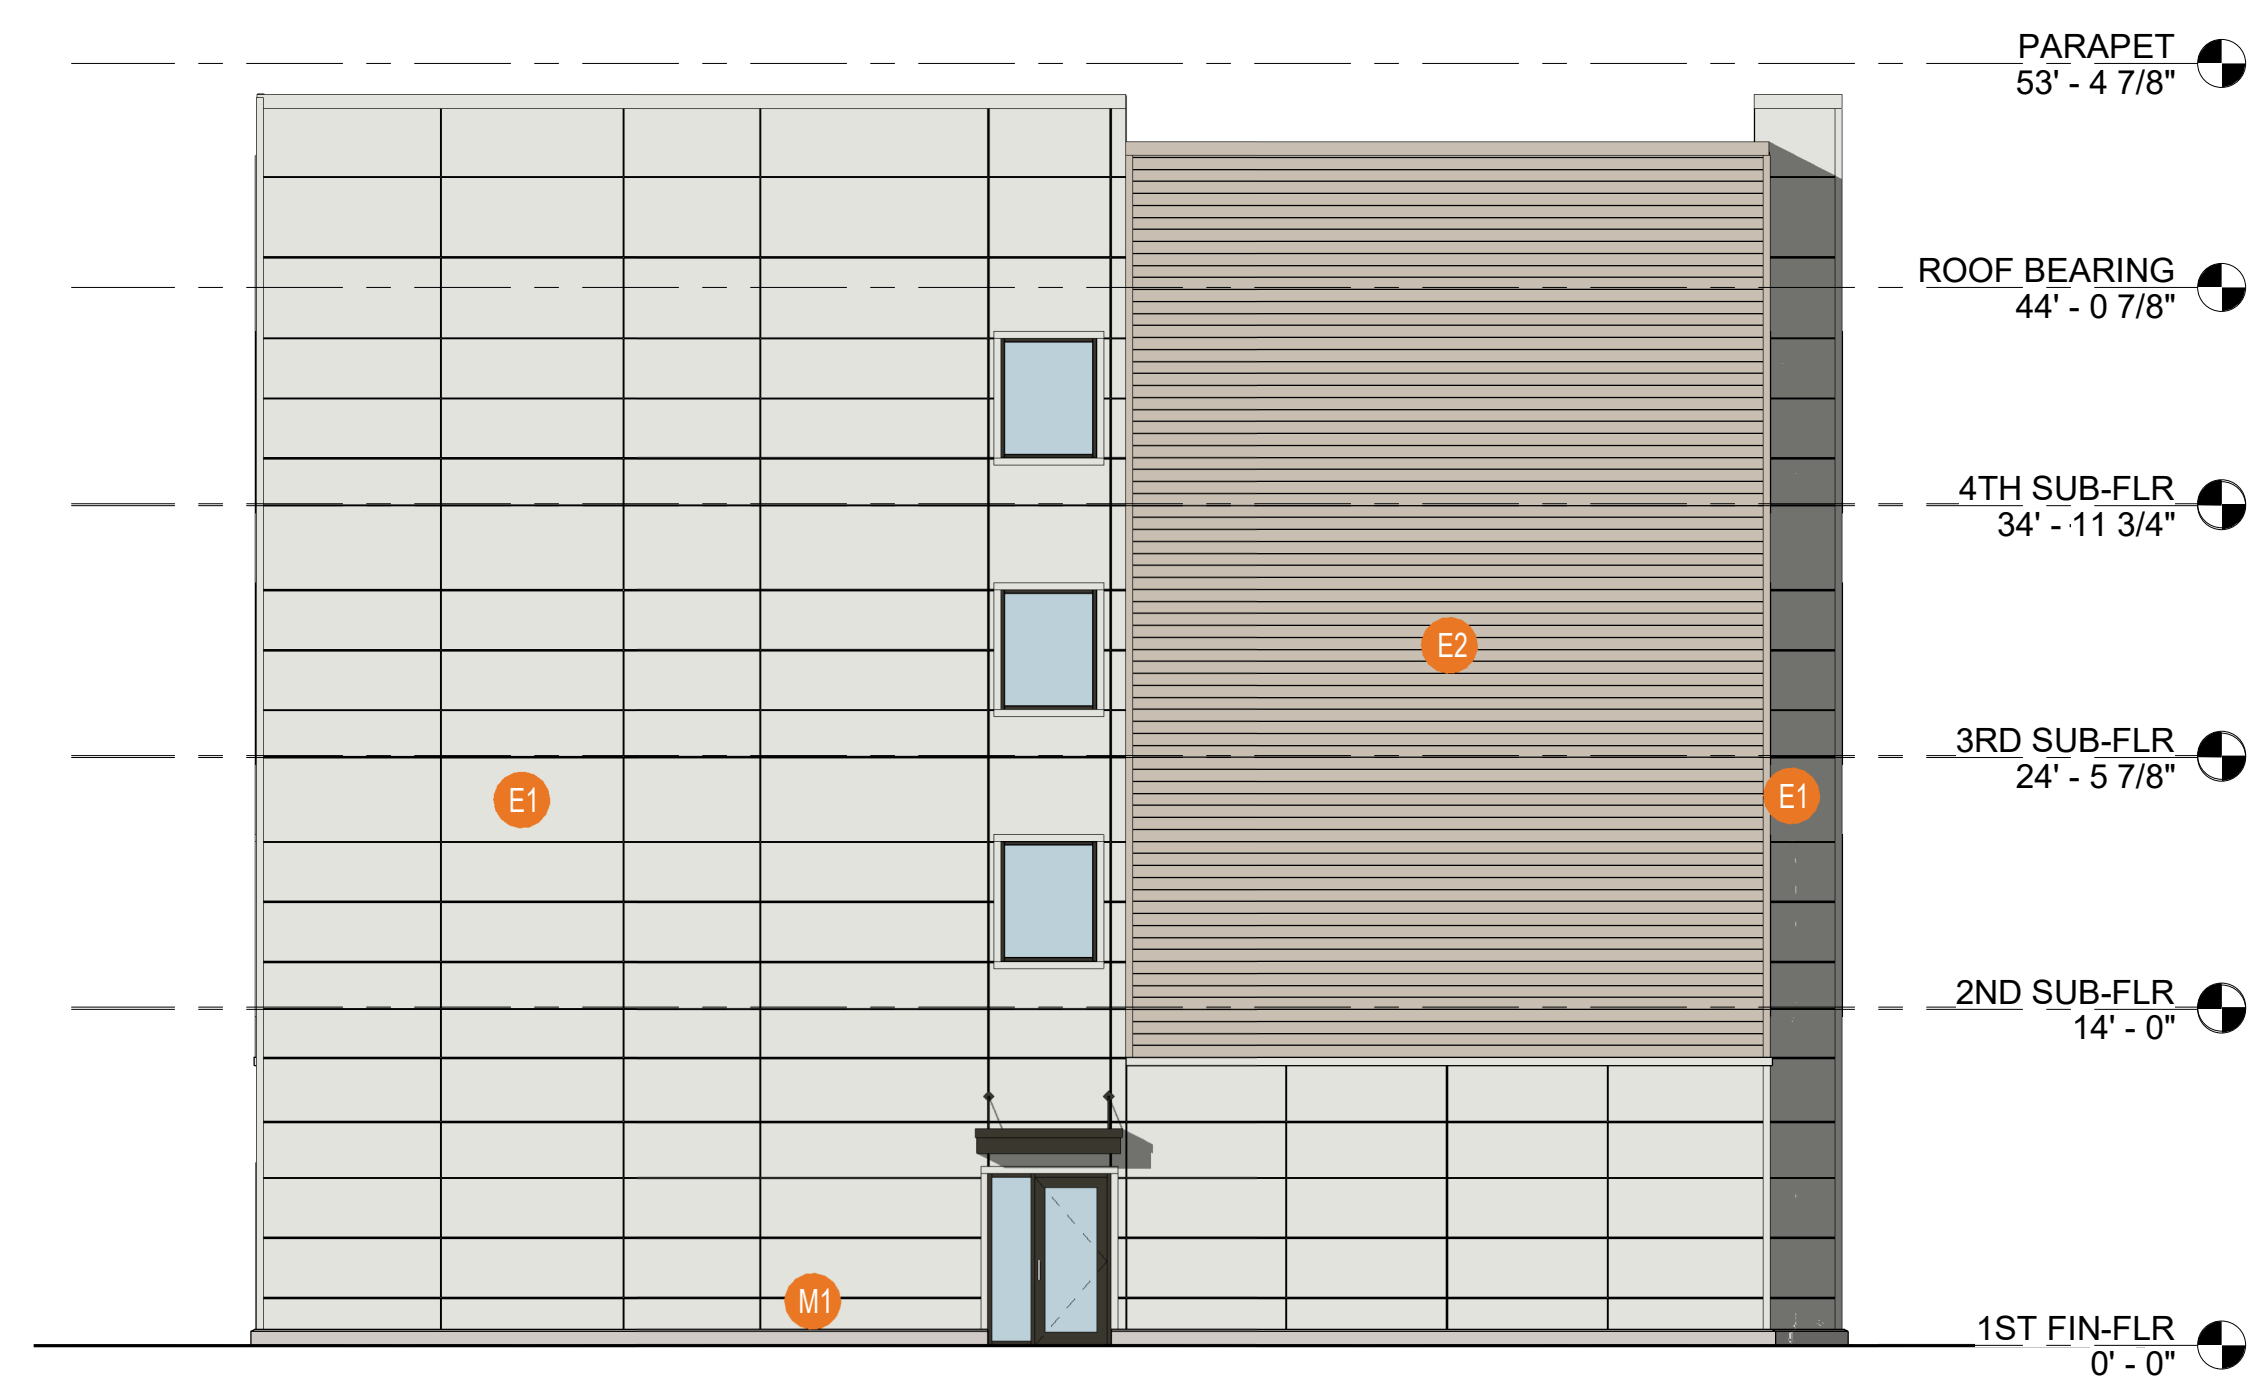 PARAPET
53' - 4 7/8"
ROOF BEARING
44' - 0 7/8"
4TH SUB-FLR
34' - 11 3/4"
E2
3RD SUB-FLR
24' - 5 7/8"
E1
E1
2ND SUB-FLR
14' - 0"
M1
1ST FIN-FLR
0' - 0"